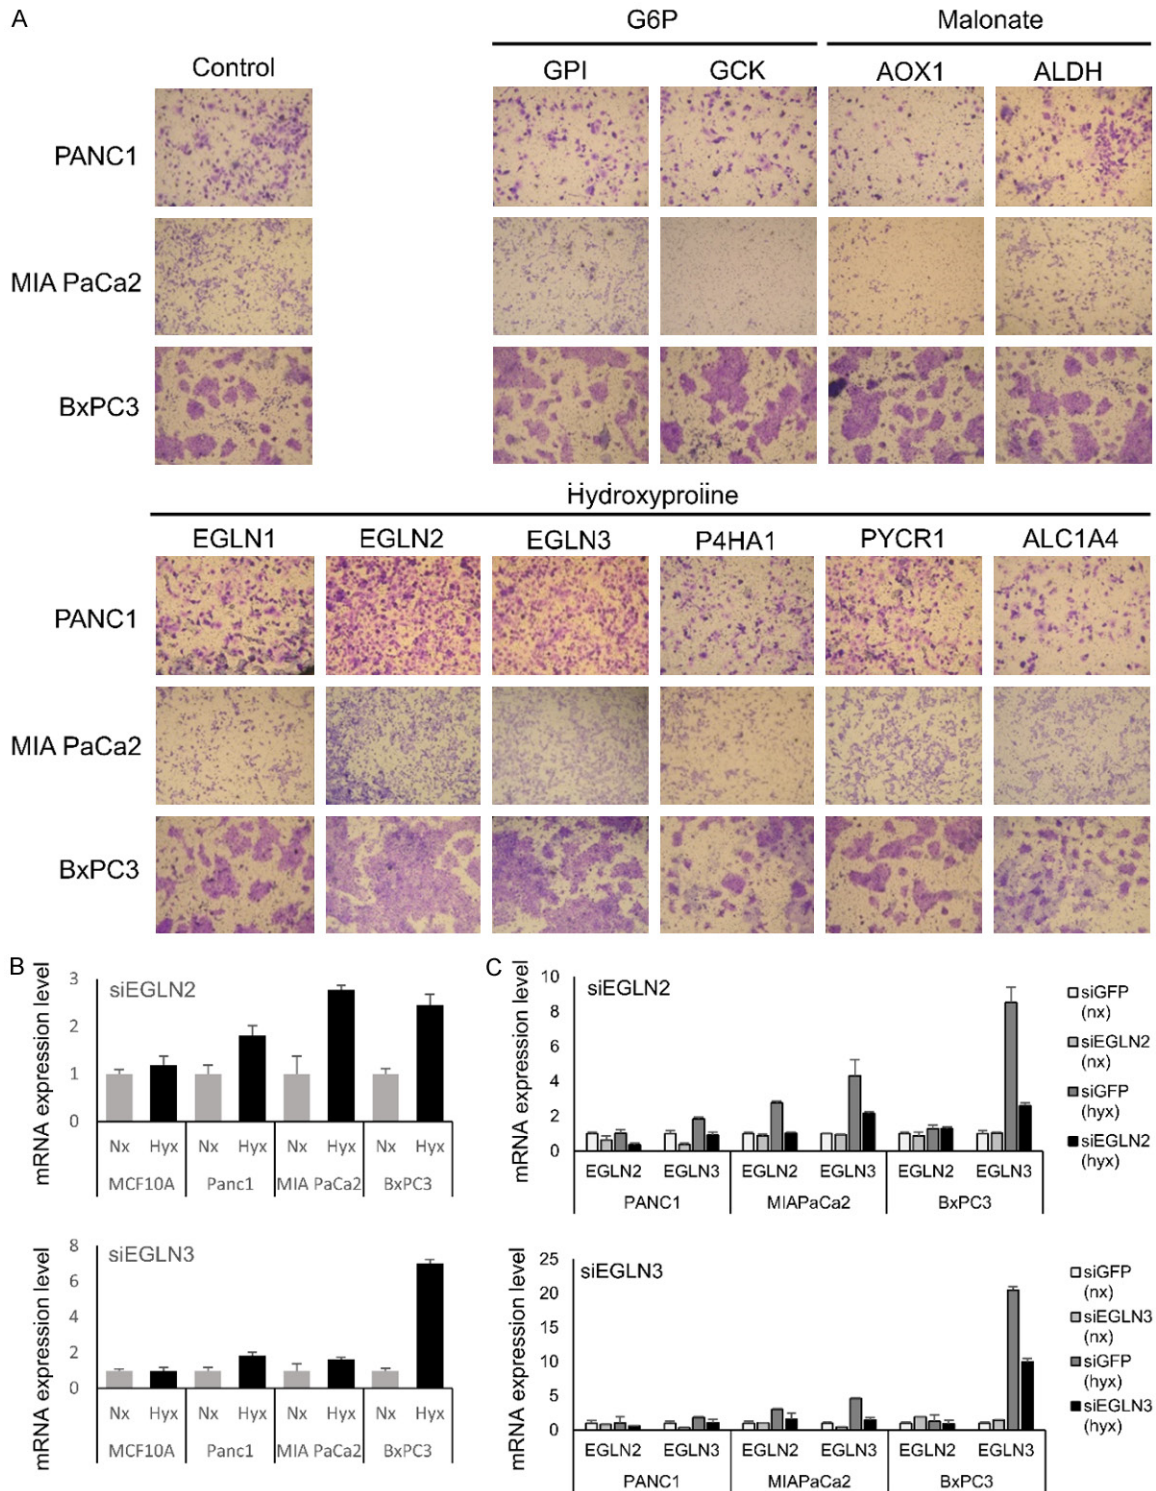 A
G6P Malonate
Control GPI GCK AOX1 ALDH
PANC1
MIA PaCa2
BxPC3
Hydroxyproline
EGLN1 EGLN2 EGLN3 P4HA1 PYCR1 ALC1A4
PANC1
MIA PaCa2
BxPC3
B
mRNA expression level
siEGLN2
3
2
1
0
Nx Hyx Nx Hyx Nx Hyx Nx Hyx
MCF10A Panc1 MIA PaCa2 BxPC3
mRNA expression level
siEGLN3
8
6
4
2
0
Nx Hyx Nx Hyx Nx Hyx Nx Hyx
MCF10A Panc1 MIA PaCa2 BxPC3
C
mRNA expression level
siEGLN2
10
8
6
4
2
0
EGLN2 EGLN3 EGLN2 EGLN3 EGLN2 EGLN3
PANC1 MIAPaCa2 BxPC3
siGFP
(nx)
siEGLN2
(nx)
siGFP
(hyx)
siEGLN2
(hyx)
mRNA expression level
siEGLN3
25
20
15
10
5
0
EGLN2 EGLN3 EGLN2 EGLN3 EGLN2 EGLN3
PANC1 MIAPaCa2 BxPC3
siGFP
(nx)
siEGLN3
(nx)
siGFP
(hyx)
siEGLN3
(hyx)